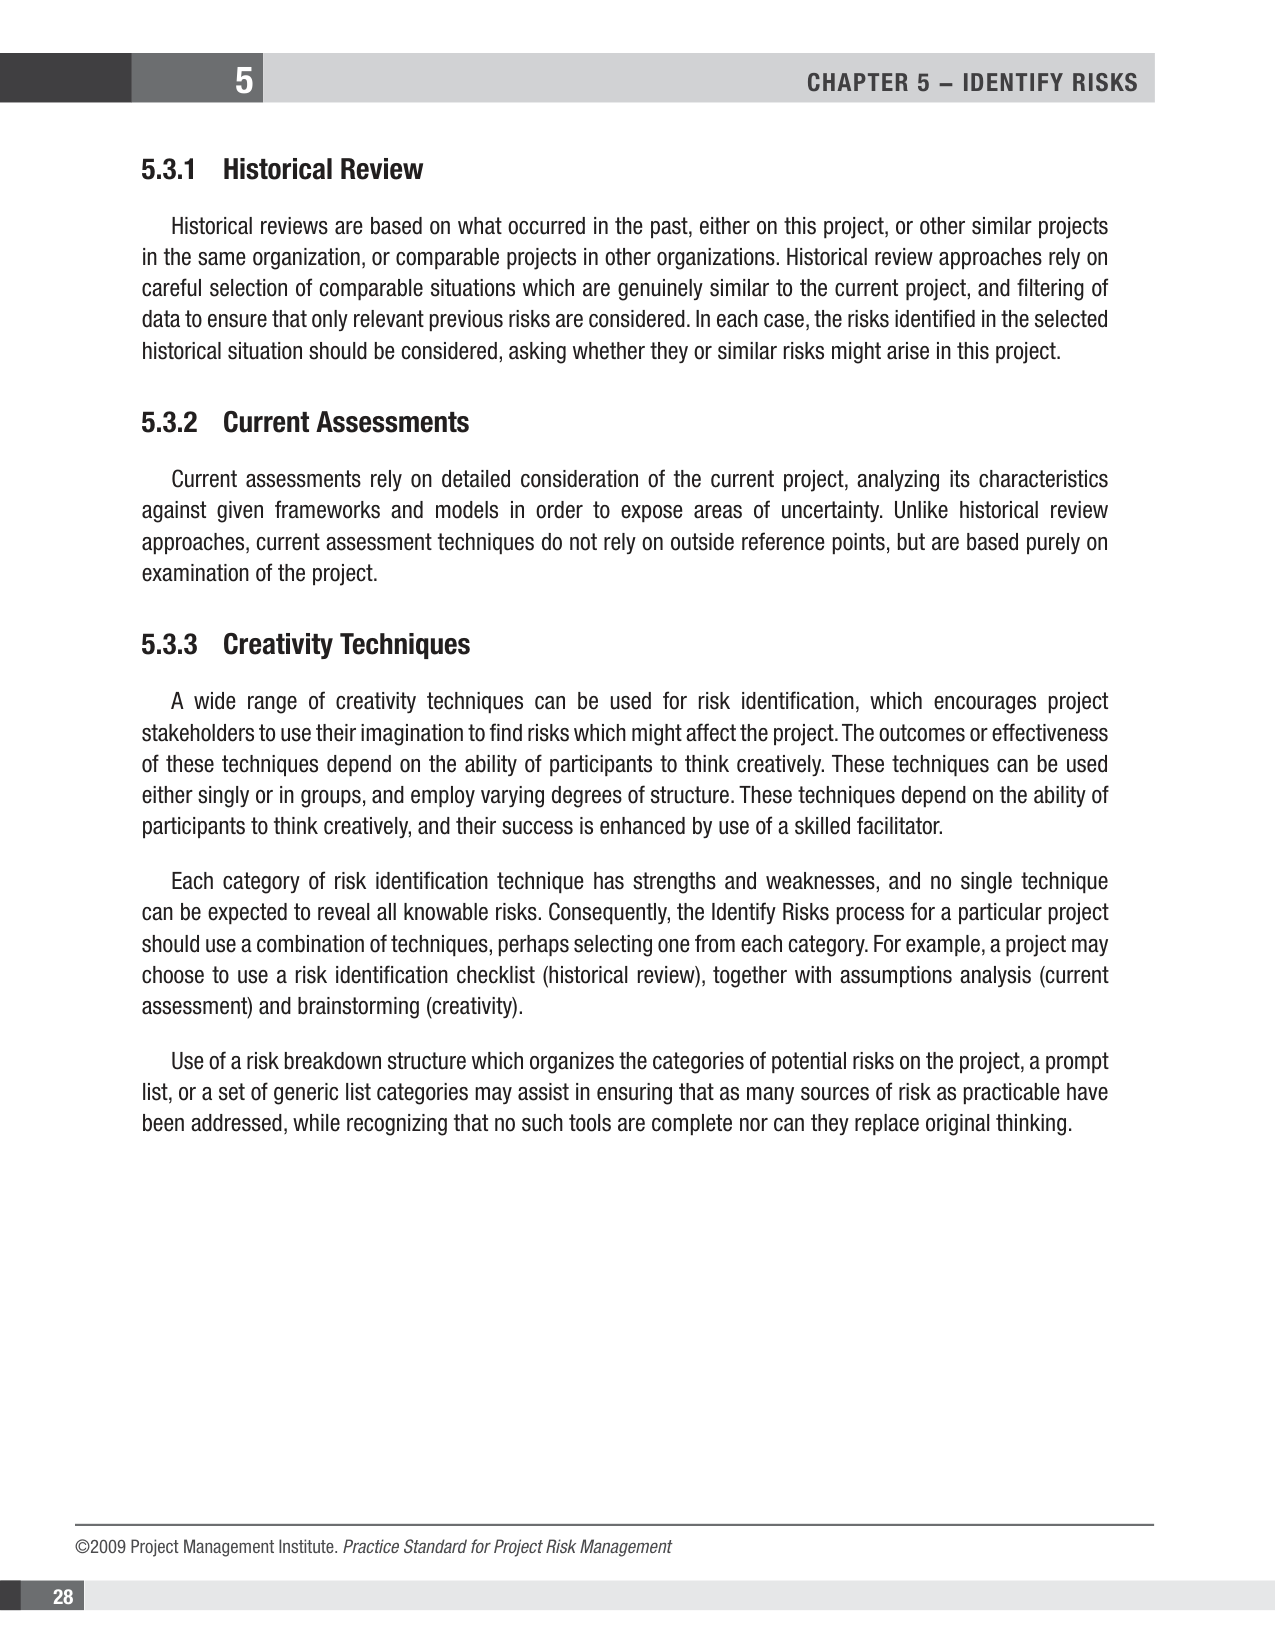 5
CHAPTER 5 – IDENTIFY RISKS
5.3.1 Historical Review
Historical reviews are based on what occurred in the past, either on this project, or other similar projects
in the same organization, or comparable projects in other organizations. Historical review approaches rely on
careful selection of comparable situations which are genuinely similar to the current project, and filtering of
data to ensure that only relevant previous risks are considered. In each case, the risks identified in the selected
historical situation should be considered, asking whether they or similar risks might arise in this project.
5.3.2 Current Assessments
Current assessments rely on detailed consideration of the current project, analyzing its characteristics
against given frameworks and models in order to expose areas of uncertainty. Unlike historical review
approaches, current assessment techniques do not rely on outside reference points, but are based purely on
examination of the project.
5.3.3 Creativity Techniques
A wide range of creativity techniques can be used for risk identification, which encourages project
stakeholders to use their imagination to find risks which might affect the project. The outcomes or effectiveness
of these techniques depend on the ability of participants to think creatively. These techniques can be used
either singly or in groups, and employ varying degrees of structure. These techniques depend on the ability of
participants to think creatively, and their success is enhanced by use of a skilled facilitator.
Each category of risk identification technique has strengths and weaknesses, and no single technique
can be expected to reveal all knowable risks. Consequently, the Identify Risks process for a particular project
should use a combination of techniques, perhaps selecting one from each category. For example, a project may
choose to use a risk identification checklist (historical review), together with assumptions analysis (current
assessment) and brainstorming (creativity).
Use of a risk breakdown structure which organizes the categories of potential risks on the project, a prompt
list, or a set of generic list categories may assist in ensuring that as many sources of risk as practicable have
been addressed, while recognizing that no such tools are complete nor can they replace original thinking.
©2009 Project Management Institute. Practice Standard for Project Risk Management
28